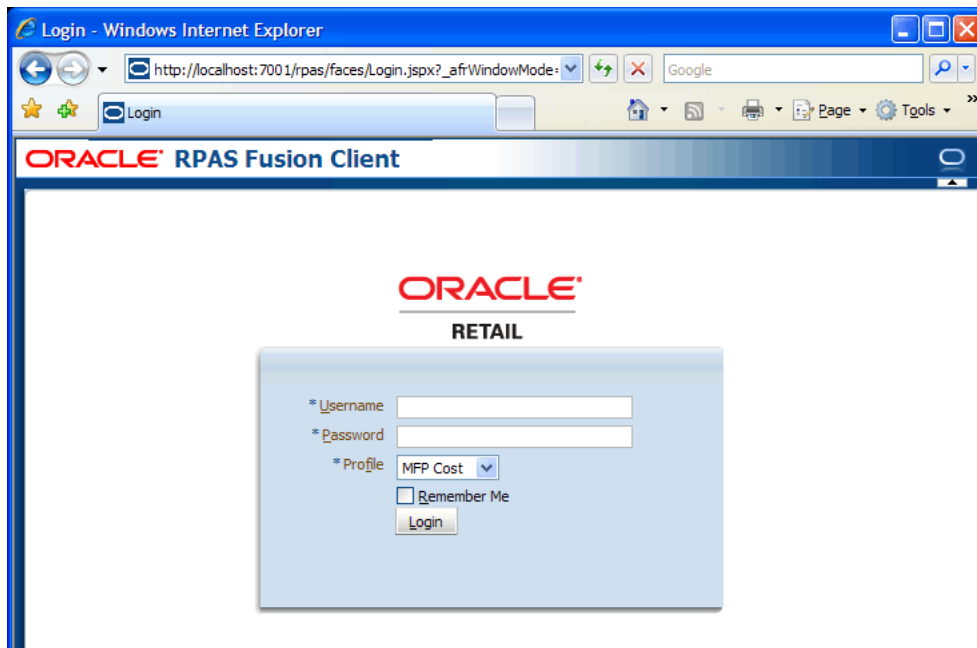 Login - Windows Internet Explorer
http://localhost:7001/rpas/faces/Login.jspx?_afrWindowMode=
Google
Login
Page
Tools
»
ORACLE RPAS Fusion Client
ORACLE
RETAIL
* Username
* Password
* Profile MFP Cost
Remember Me
Login